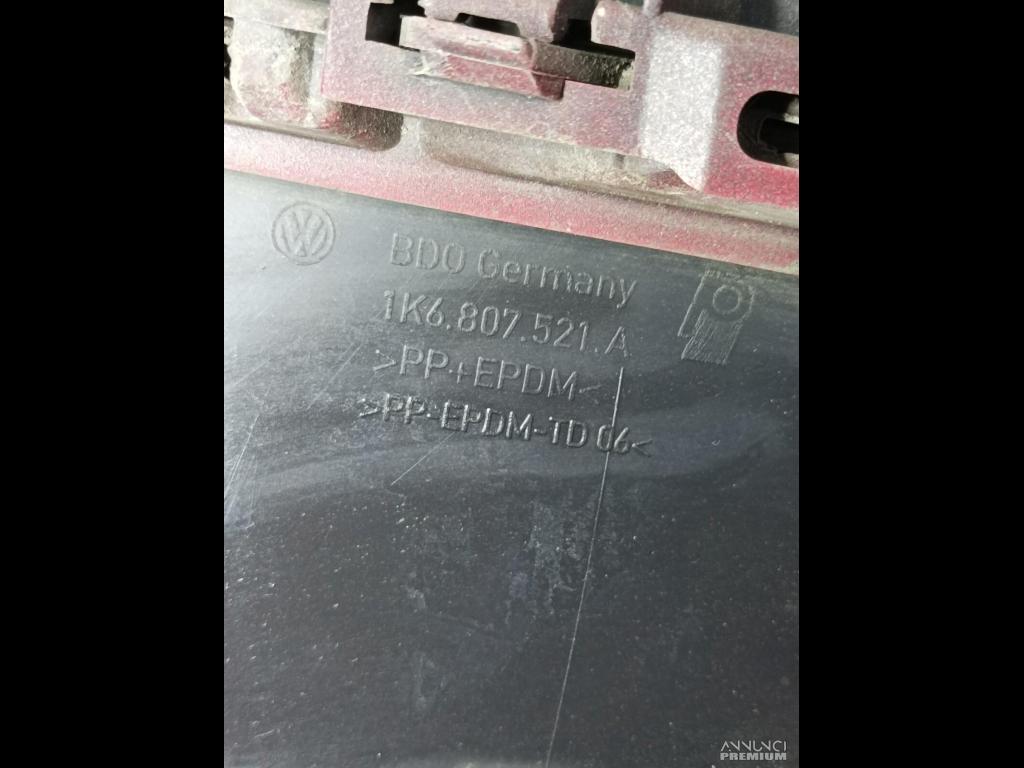 BDO Germany
1K6.807.521.A
>PP+EPDM<
>PP-EPDM-TD 06<
ANNUNCI
PREMIUM